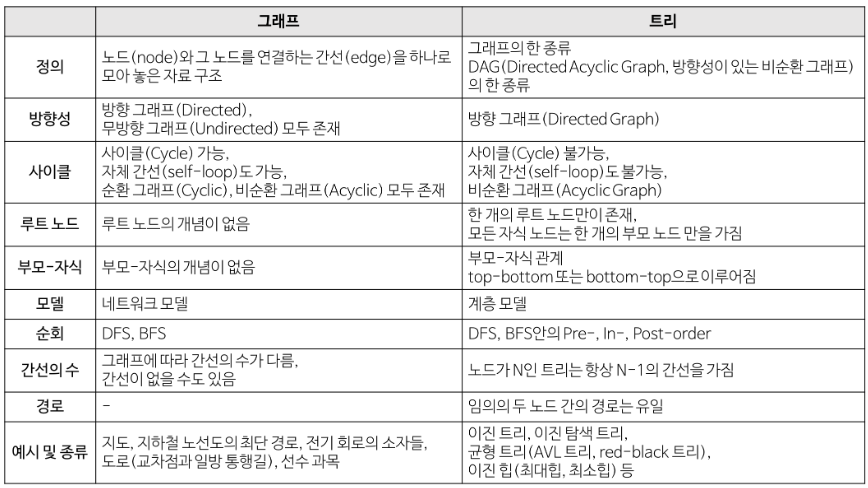 그래프
트리
정의
노드(node)와 그 노드를 연결하는 간선(edge)을 하나로
모아 놓은 자료 구조
그래프의 한 종류
DAG(Directed Acyclic Graph, 방향성이 있는 비순환 그래프)
의 한 종류
방향성
방향 그래프(Directed),
무방향 그래프(Undirected) 모두 존재
방향 그래프(Directed Graph)
사이클
사이클(Cycle) 가능,
자체 간선(self-loop)도 가능,
순환 그래프(Cyclic), 비순환 그래프(Acyclic) 모두 존재
사이클(Cycle) 불가능,
자체 간선(self-loop)도 불가능,
비순환 그래프(Acyclic Graph)
루트 노드
루트 노드의 개념이 없음
한 개의 루트 노드만이 존재,
모든 자식 노드는 한 개의 부모 노드 만을 가짐
부모-자식
부모-자식의 개념이 없음
부모-자식 관계
top-bottom 또는 bottom-top으로 이루어짐
모델
네트워크 모델
계층 모델
순회
DFS, BFS
DFS, BFS안의 Pre-, In-, Post-order
간선의 수
그래프에 따라 간선의 수가 다름,
간선이 없을 수도 있음
노드가 N인 트리는 항상 N-1의 간선을 가짐
경로
-
임의의 두 노드 간의 경로는 유일
예시 및 종류
지도, 지하철 노선도의 최단 경로, 전기 회로의 소자들,
도로(교차점과 일방 통행길), 선수 과목
이진 트리, 이진 탐색 트리,
균형 트리(AVL 트리, red-black 트리),
이진 힙(최대힙, 최소힙) 등